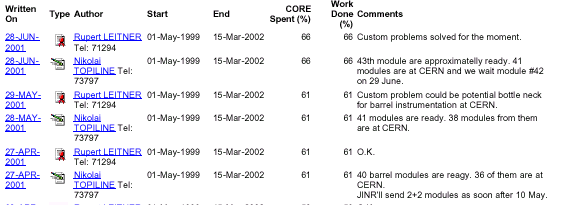 Written On Type Author Start End CORE Spent (%) Work Done (%) Comments
28-JUN-2001 Rupert LEITNER Tel: 71294 01-May-1999 15-Mar-2002 66 66 Custom problems solved for the moment.
28-JUN-2001 Nikolai TOPILINE Tel: 73797 01-May-1999 15-Mar-2002 66 66 43th module are approximatelly ready. 41 modules are at CERN and we wait module #42 on 29 June.
29-MAY-2001 Rupert LEITNER Tel: 71294 01-May-1999 15-Mar-2002 61 61 Custom problem could be potential bottle neck for barrel instrumentation at CERN.
28-MAY-2001 Nikolai TOPILINE Tel: 73797 01-May-1999 15-Mar-2002 61 61 41 modules are ready. 38 modules from them are at CERN.
27-APR-2001 Rupert LEITNER Tel: 71294 01-May-1999 15-Mar-2002 61 61 O.K.
27-APR-2001 Nikolai TOPILINE Tel: 73797 01-May-1999 15-Mar-2002 61 61 40 barrel modules are reagy. 36 of them are at CERN.
JINR'll send 2+2 modules as soon after 10 May.